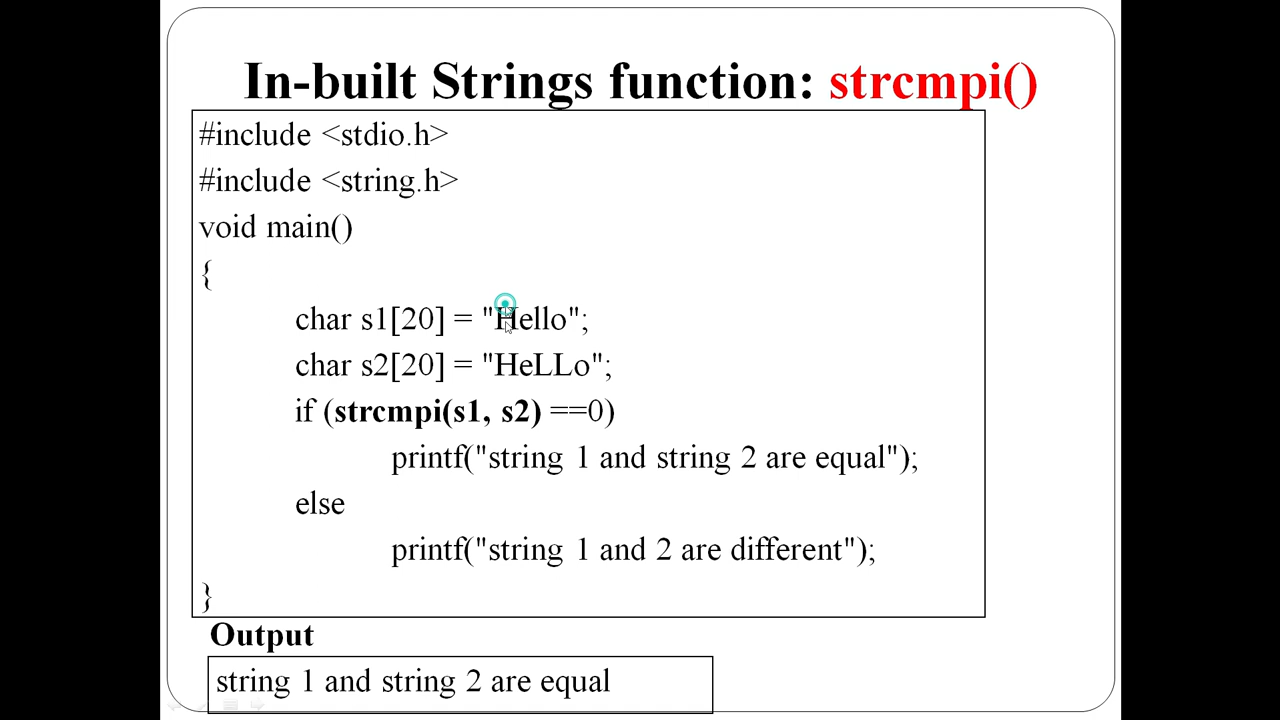 In-built Strings function: strcmpi()
#include <stdio.h>
#include <string.h>
void main()
{
char s1[20] = "Hello";
char s2[20] = "HeLLo";
if (strcmpi(s1, s2) ==0)
printf("string 1 and string 2 are equal");
else
printf("string 1 and 2 are different");
}
Output
string 1 and string 2 are equal